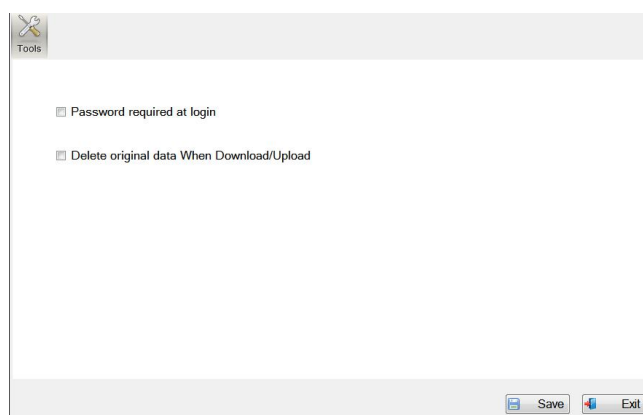 Tools
Password required at login
Delete original data When Download/Upload
Save Exit